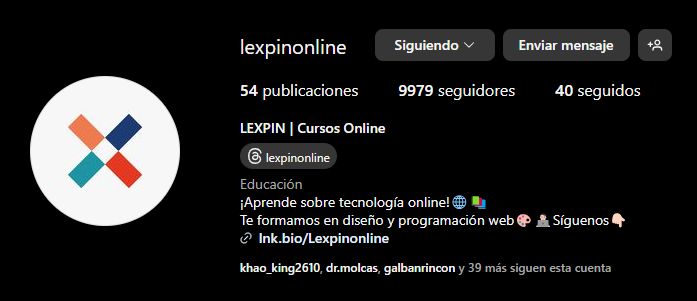 lexpinonline Siguiendo Enviar mensaje
54 publicaciones 9979 seguidores 40 seguidos
LEXPIN | Cursos Online
lexpinonline
Educación
¡Aprende sobre tecnología online!🌐📚
Te formamos en diseño y programación web🎨👨🏻‍💻Síguenos👇🏻
lnk.bio/Lexpinonline
khao_king2610, dr.molcas, galbanrincon y 39 más siguen esta cuenta